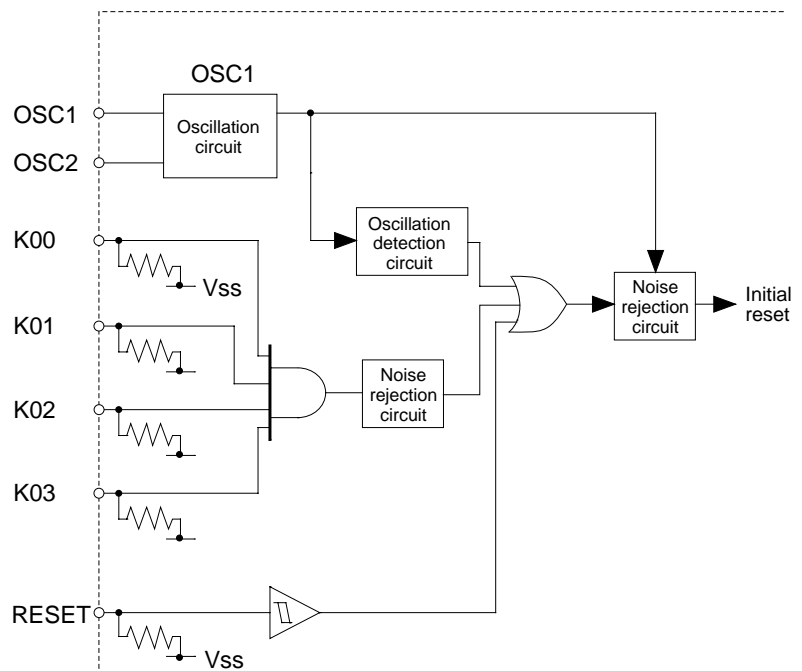 OSC1
OSC1
Oscillation
circuit
OSC2
K00
Oscillation
detection
circuit
Vss
Noise
rejection
circuit
Initial
reset
K01
Noise
rejection
circuit
K02
K03
RESET
Vss